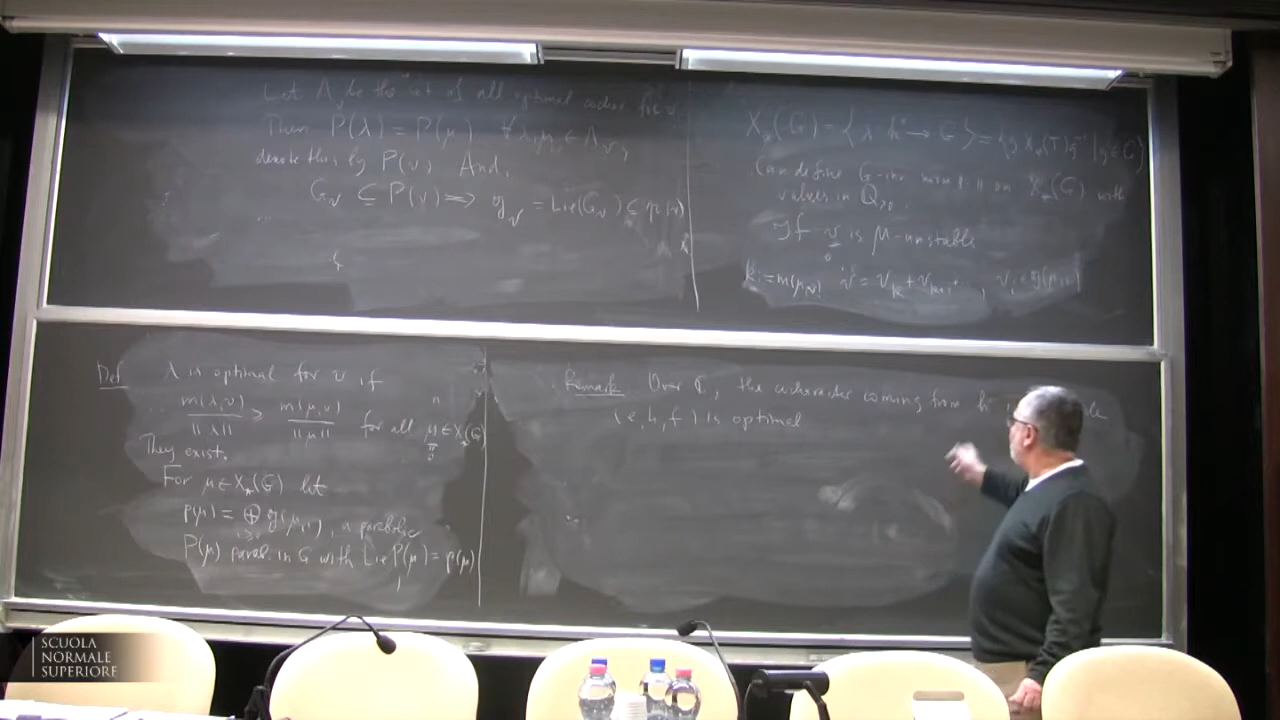 Let Λ_v be the set of all optimal cochar for v.
Then P(λ) = P(μ) ∀ λ, μ ∈ Λ_v,
denote this by P(v) And,
G_v ⊆ P(v) ⟹ g_v = Lie(G_v) ⊆ p(v)
X_*(G) = { λ: k^* → G } = { g X_*(T) g^{-1} | g ∈ G }
Can define G-inv norm || || on X_*(G) with
values in Q_{≥0}.
If v is μ-unstable
k := m(μ,v) v = v_k + v_{k+1} + , v_i ∈ g(μ,i)
Def λ is optimal for v if
m(λ,v) / ||λ|| ≥ m(μ,v) / ||μ|| for all μ ∈ X_*(G)
They exist.
For μ ∈ X_*(G) let
p(μ) = ⊕_{i≥0} g(μ,i), a parabolic
P(μ) parab. in G with Lie P(μ) = p(μ)
Remark Over ℂ, the cocharacter coming from h
(e,h,f) is optimal
SCUOLA
NORMALE
SUPERIORE